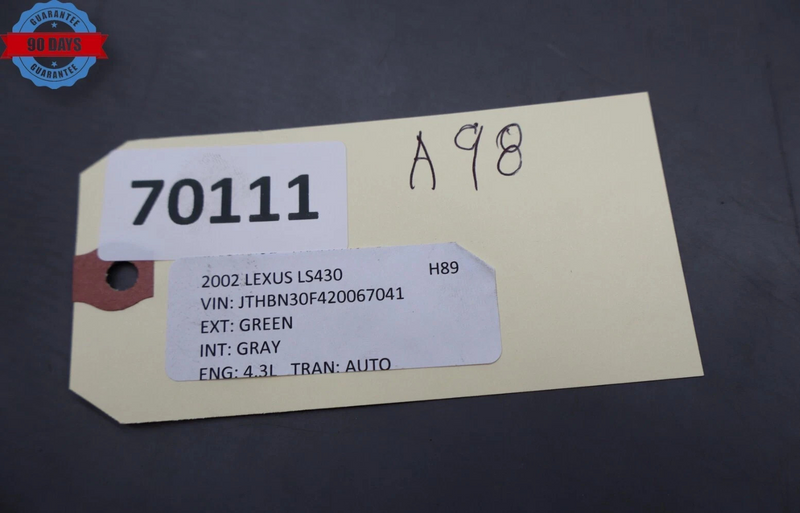 GUARANTEE
90 DAYS
GUARANTEE
A98
70111
2002 LEXUS LS430 H89
VIN: JTHBN30F420067041
EXT: GREEN
INT: GRAY
ENG: 4.3L TRAN: AUTO